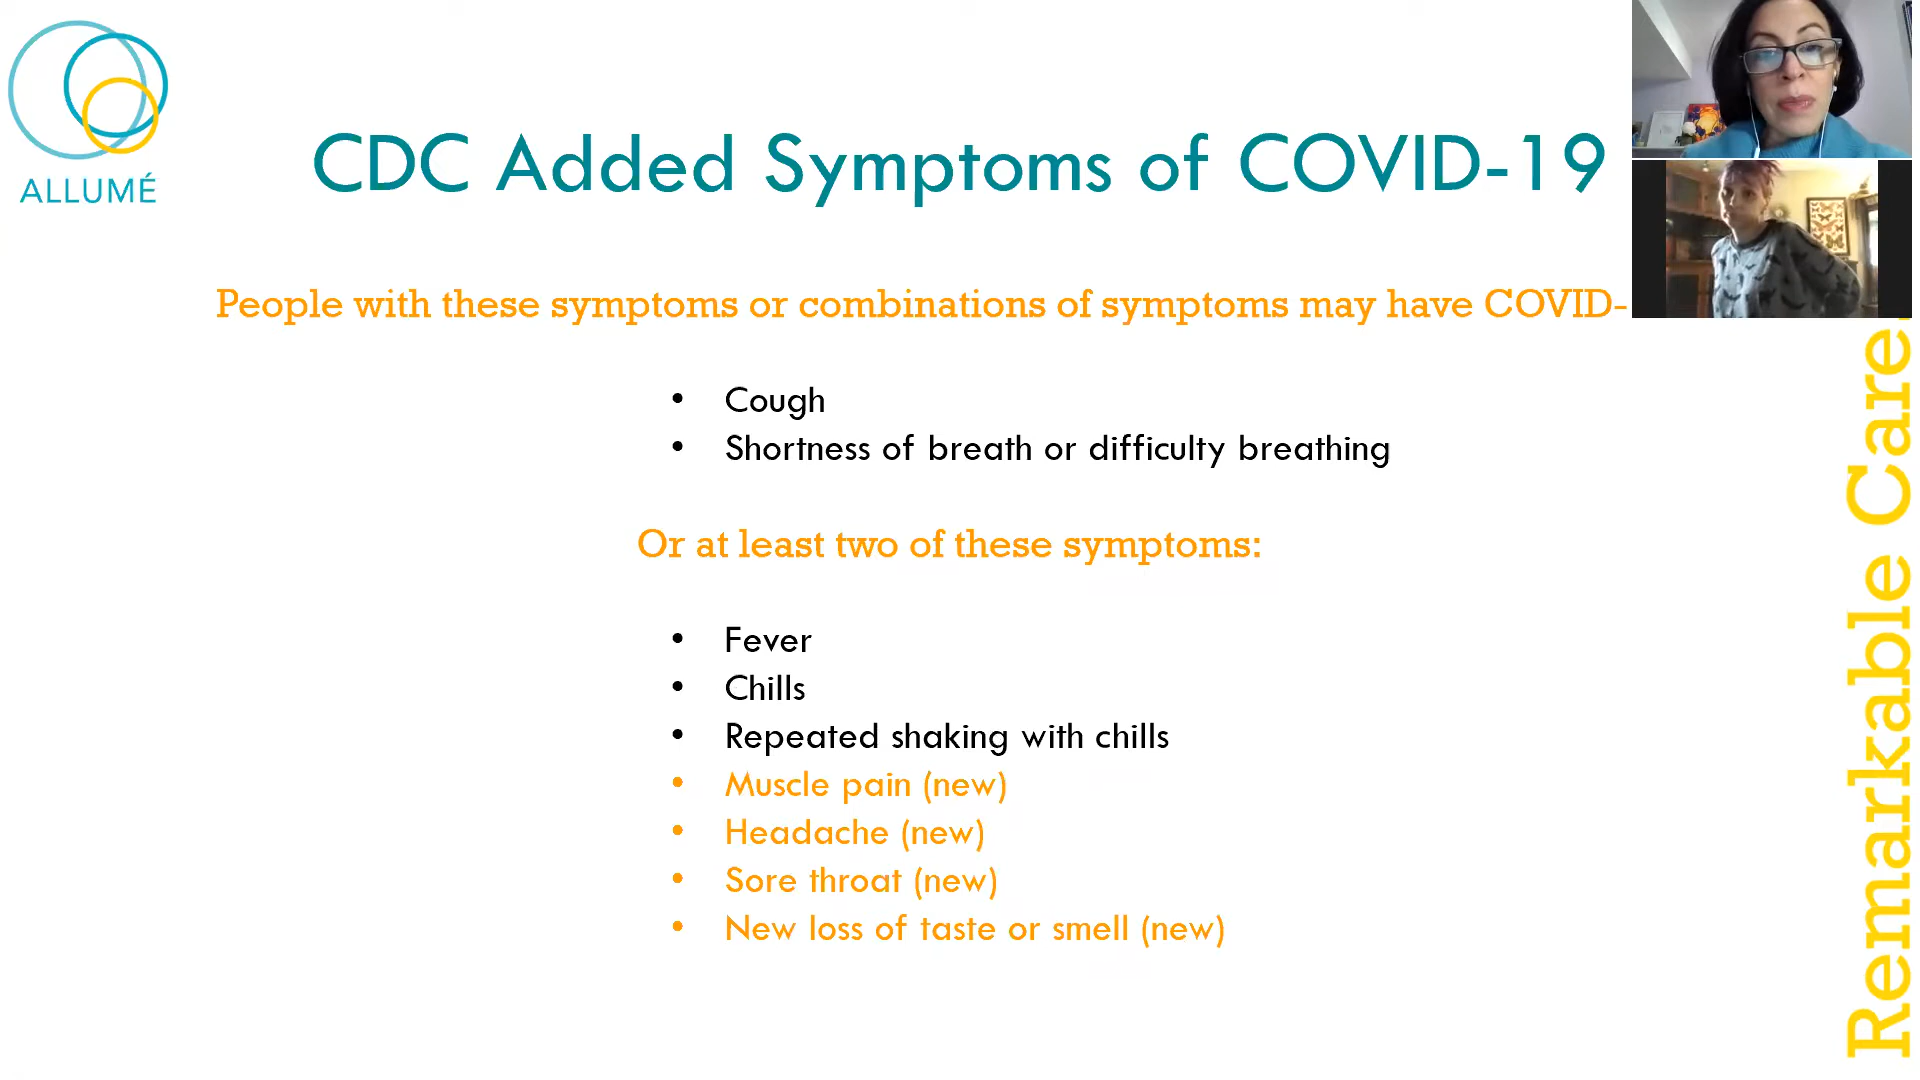 ALLUMÉ
CDC Added Symptoms of COVID-19
People with these symptoms or combinations of symptoms may have COVID-
• Cough
• Shortness of breath or difficulty breathing
Or at least two of these symptoms:
• Fever
• Chills
• Repeated shaking with chills
• Muscle pain (new)
• Headache (new)
• Sore throat (new)
• New loss of taste or smell (new)
Remarkable Care.